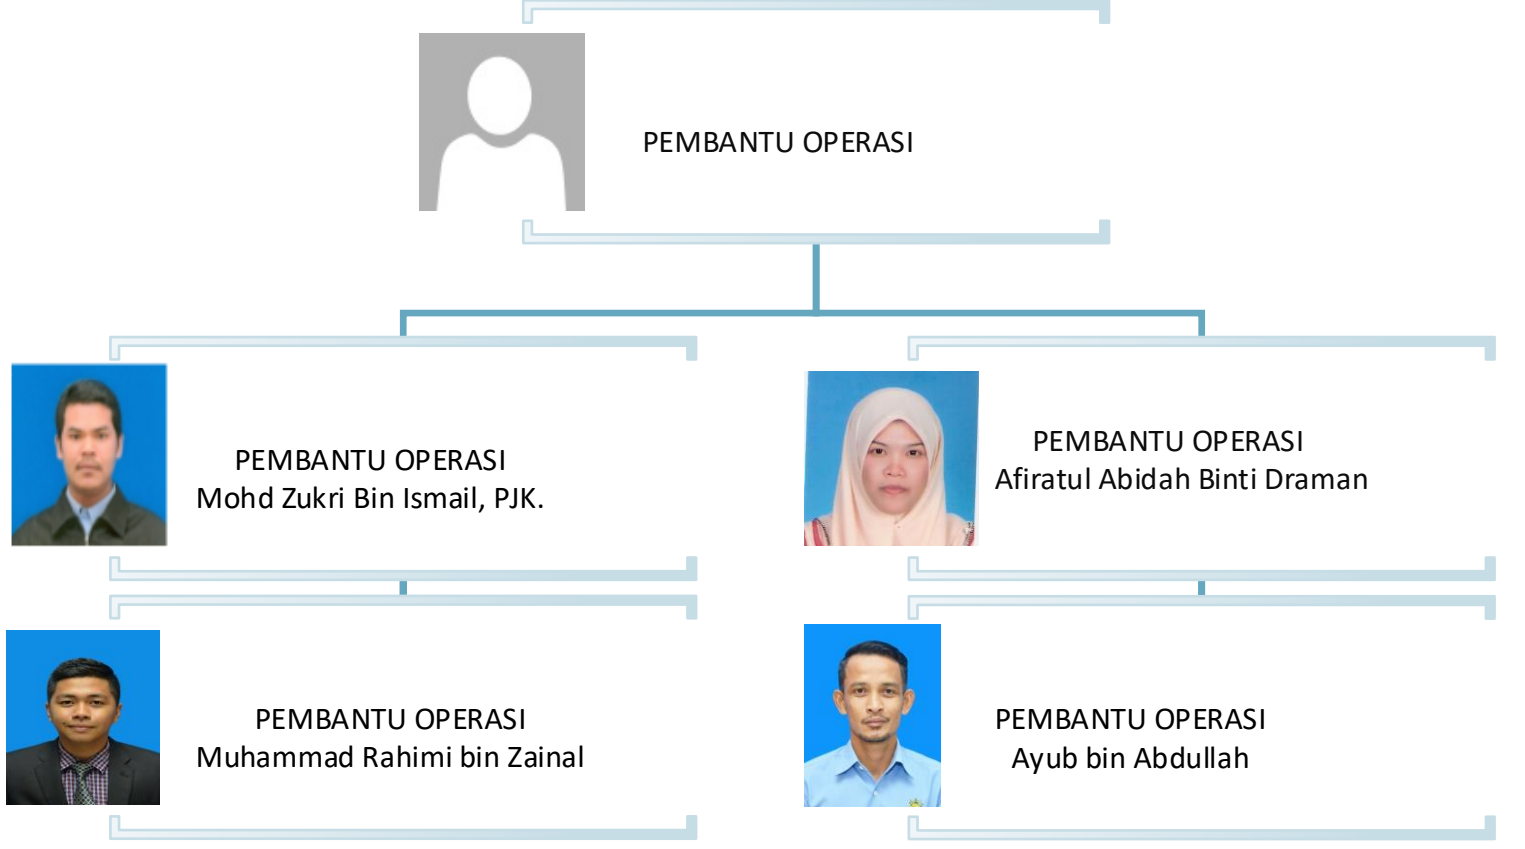 PEMBANTU OPERASI
PEMBANTU OPERASI
Mohd Zukri Bin Ismail, PJK.
PEMBANTU OPERASI
Afiratul Abidah Binti Draman
PEMBANTU OPERASI
Muhammad Rahimi bin Zainal
PEMBANTU OPERASI
Ayub bin Abdullah